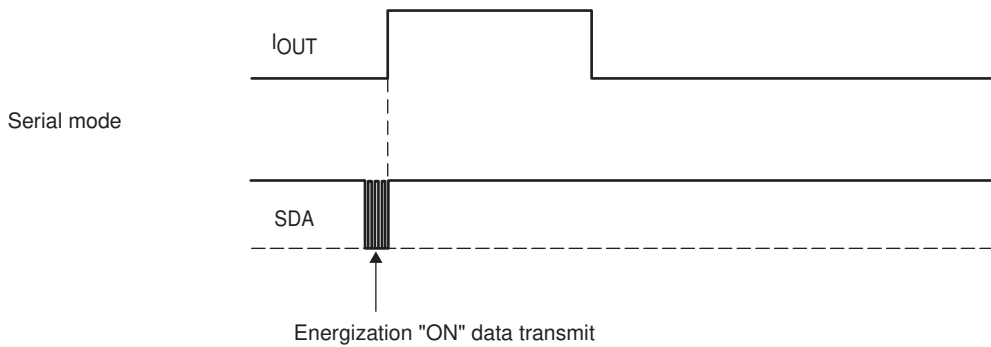 IOUT
Serial mode
SDA
Energization "ON" data transmit